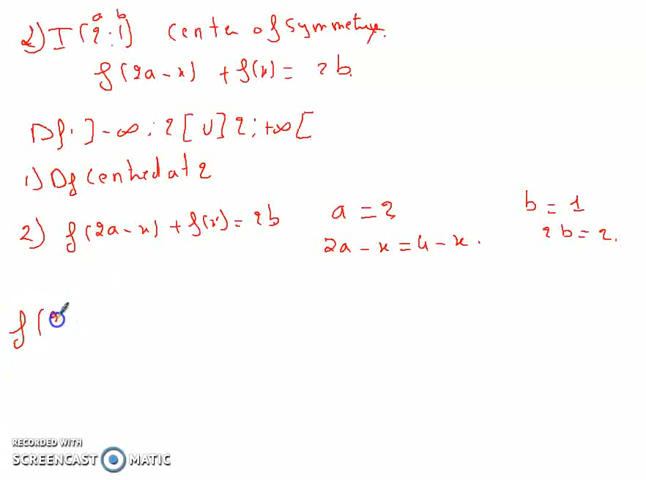 a b
2) I (2 ; 1) center of symmetry.
f(2a-x) + f(x) = 2b
Df: ]-∞; 2[ U ]2; +∞[
1) Df centred at 2
2) f(2a-x) + f(x) = 2b a = 2 b = 1
2a - x = 4 - x. 2b = 2.
f(
RECORDED WITH
SCREENCAST MATIC